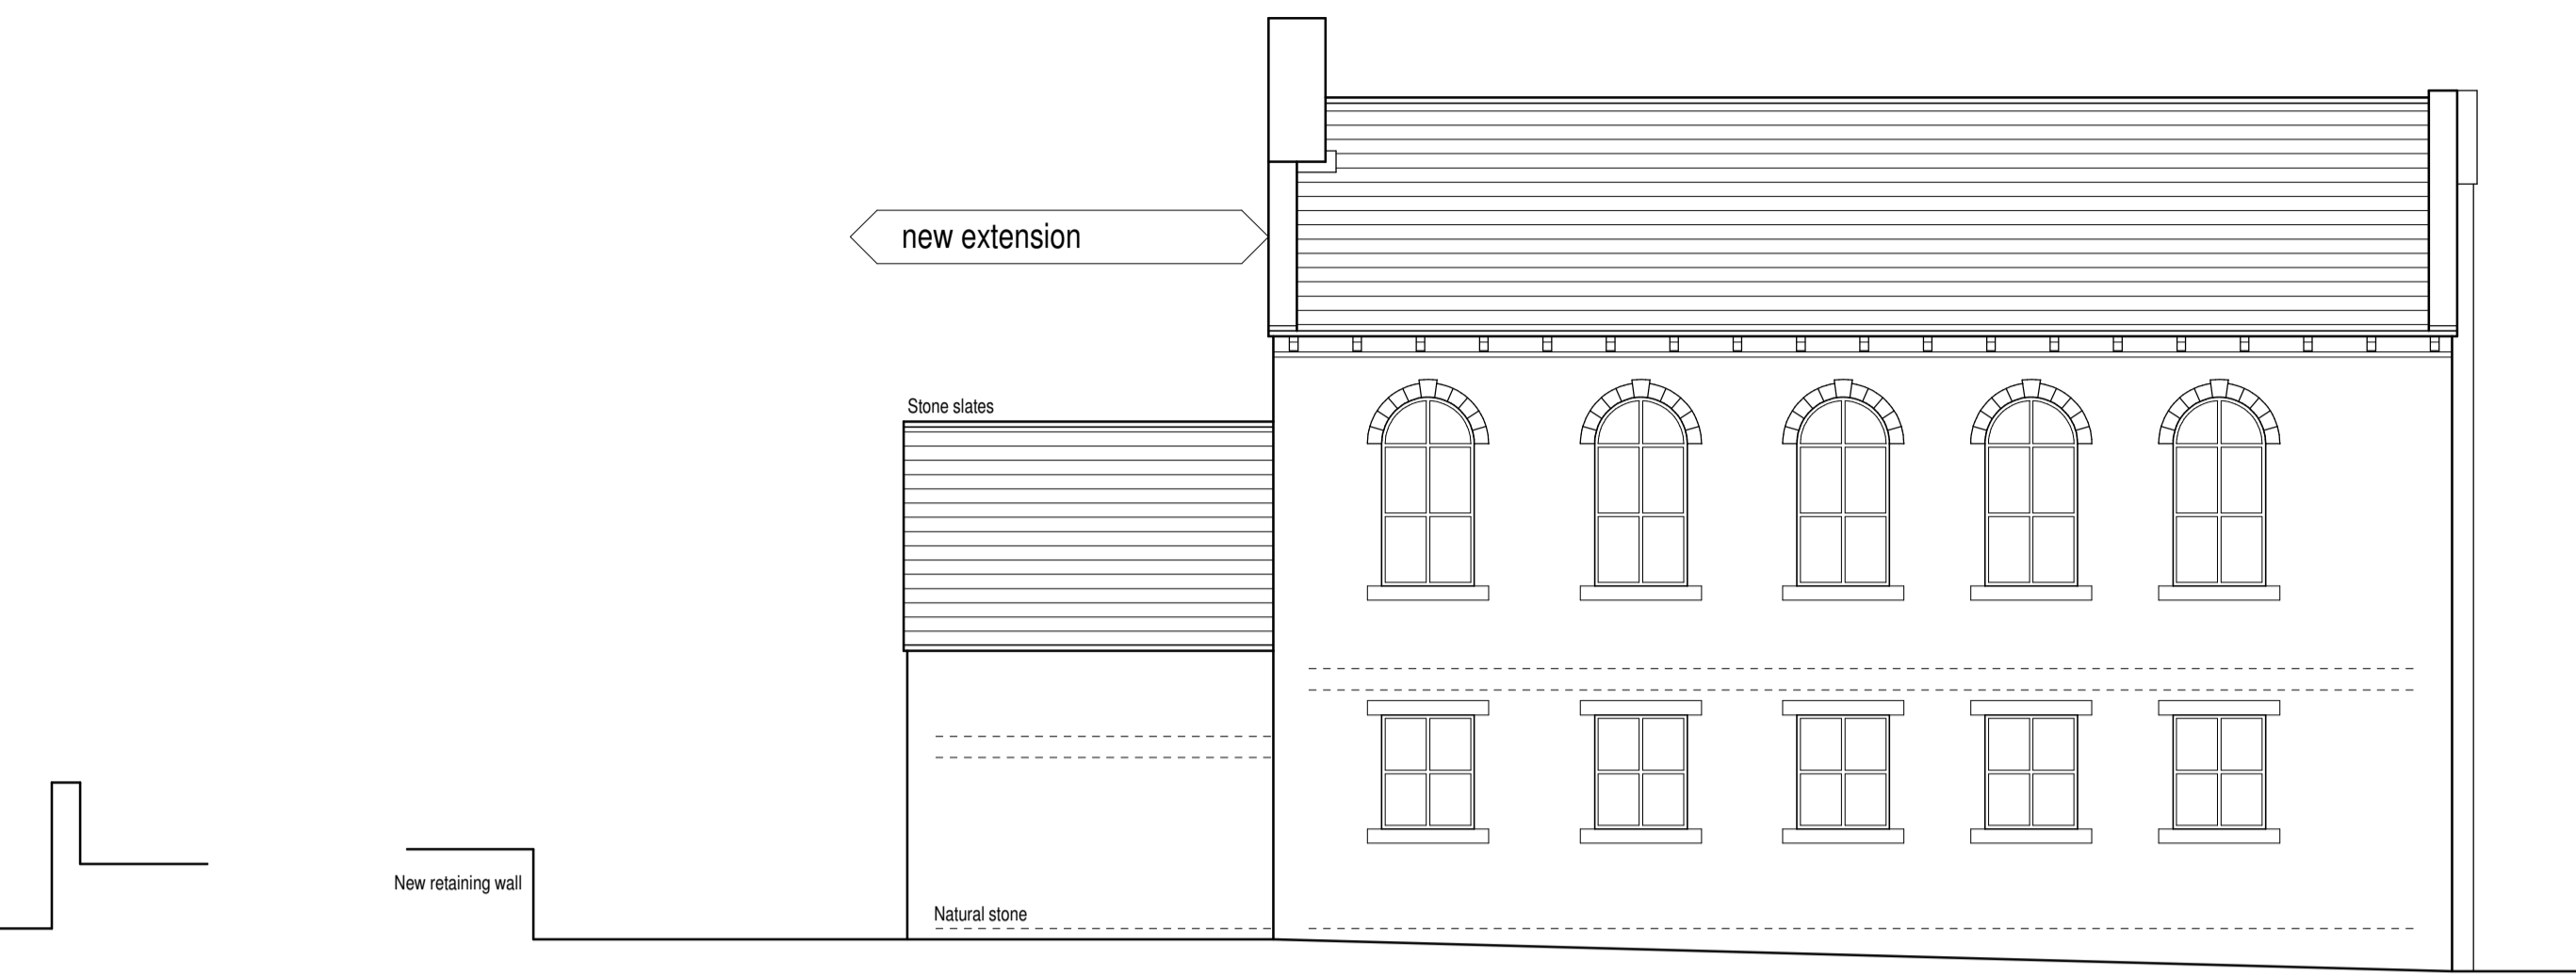 new extension
Stone slates
New retaining wall
Natural stone